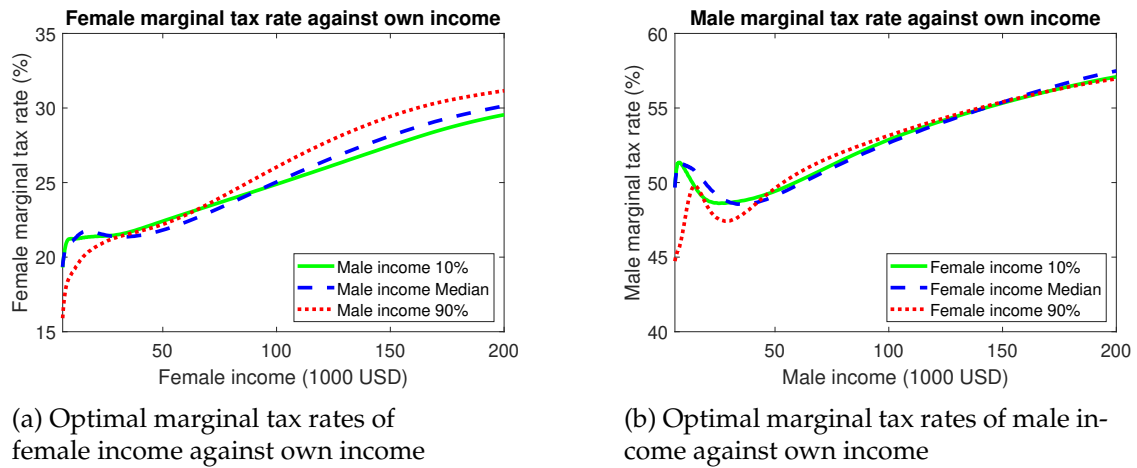 Female marginal tax rate against own income
Female marginal tax rate (%)
35
30
25
20
15
50
100
150
200
Female income (1000 USD)
Male income 10%
Male income Median
Male income 90%
(a) Optimal marginal tax rates of
female income against own income
Male marginal tax rate against own income
Male marginal tax rate (%)
60
55
50
45
40
50
100
150
200
Male income (1000 USD)
Female income 10%
Female income Median
Female income 90%
(b) Optimal marginal tax rates of male in-
come against own income